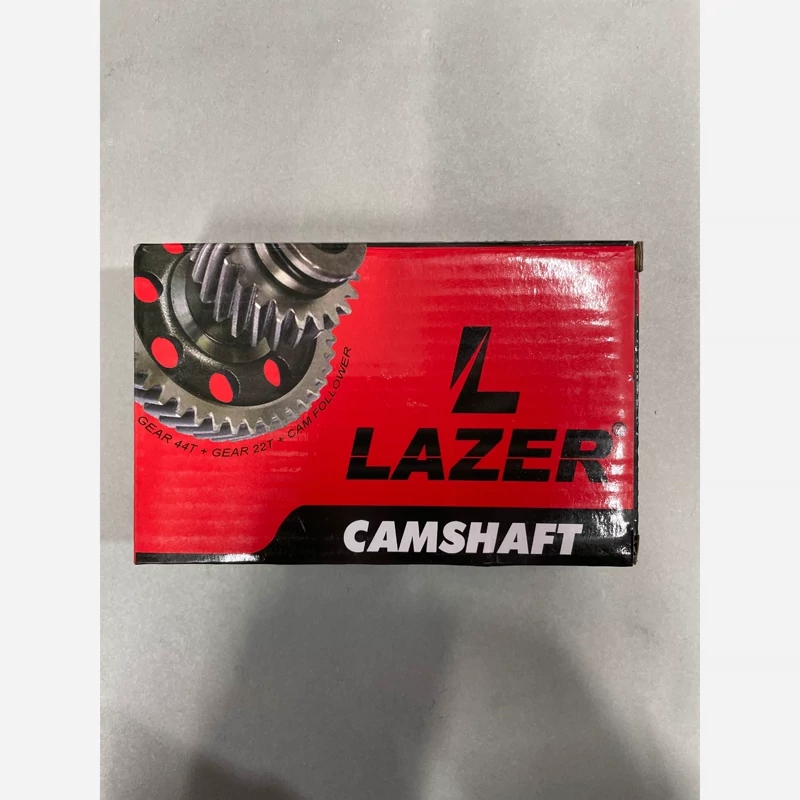 GEAR 44T + GEAR 22T + CAM FOLLOWER
L
LAZER®
CAMSHAFT